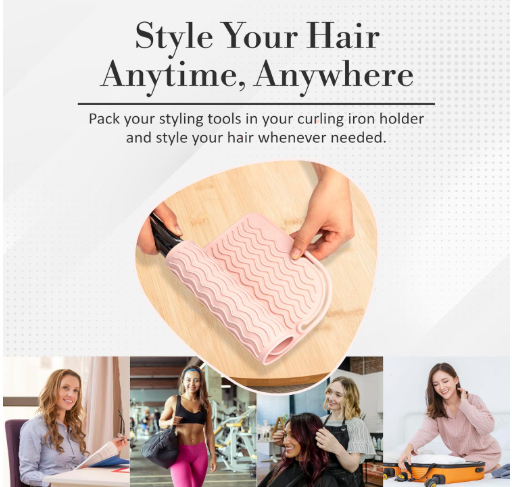 Style Your Hair
Anytime, Anywhere
Pack your styling tools in your curling iron holder
and style your hair whenever needed.